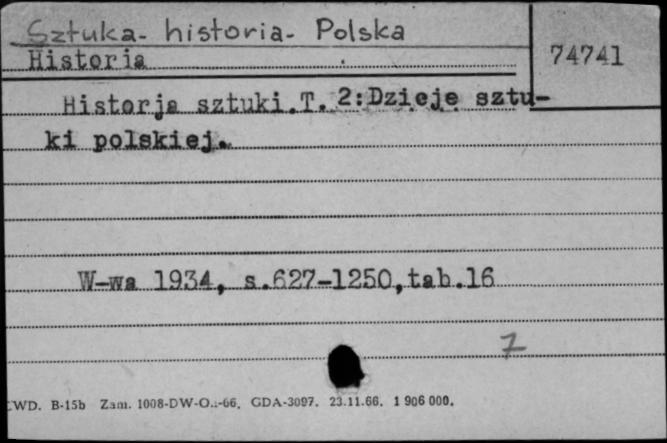 Sztuka- historia- Polska
Historia
74741
Historja sztuki.T. 2:Dzieje sztu-
ki polskiej.
W-wa 1934, s.627-1250,tab.16
7
CWD. B-15b Zam. 1008-DW-O..-66. GDA-3097. 23.11.66. 1 906 000.